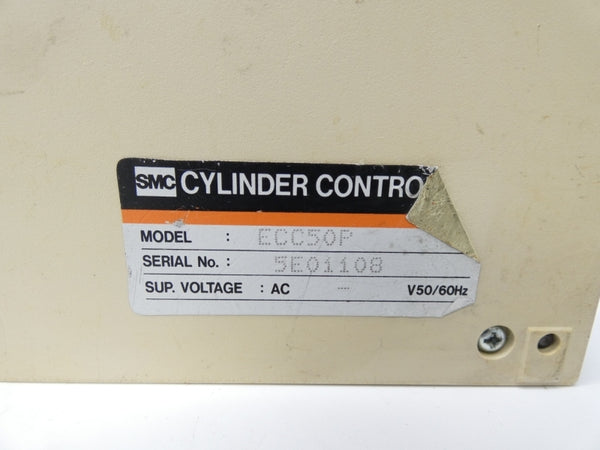 SMC CYLINDER CONTRO
MODEL : ECC50P
SERIAL No. : 5E01108
SUP. VOLTAGE : AC --- V50/60Hz